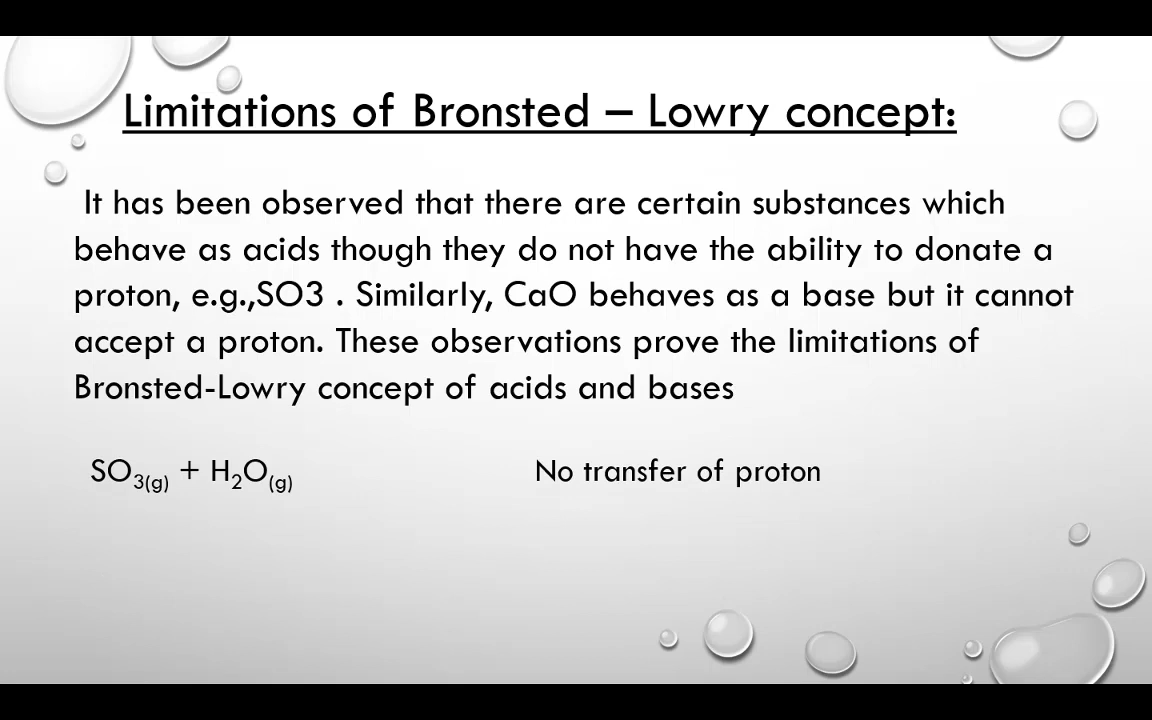 Limitations of Bronsted – Lowry concept:
It has been observed that there are certain substances which
behave as acids though they do not have the ability to donate a
proton, e.g.,SO3 . Similarly, CaO behaves as a base but it cannot
accept a proton. These observations prove the limitations of
Bronsted-Lowry concept of acids and bases
SO₃₍g₎ + H₂O₍g₎ No transfer of proton